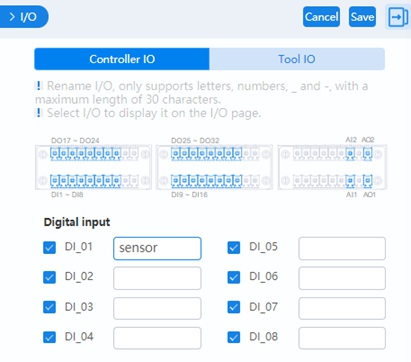 > I/O
Cancel Save
Controller IO Tool IO
! Rename I/O, only supports letters, numbers, _ and -, with a
maximum length of 30 characters.
! Select I/O to display it on the I/O page.
DO17 ~ DO24 DO25 ~ DO32 AI2 AO2
DI1 ~ DI8 DI9 ~ DI16 AI1 AO1
Digital input
DI_01 sensor DI_05
DI_02 DI_06
DI_03 DI_07
DI_04 DI_08